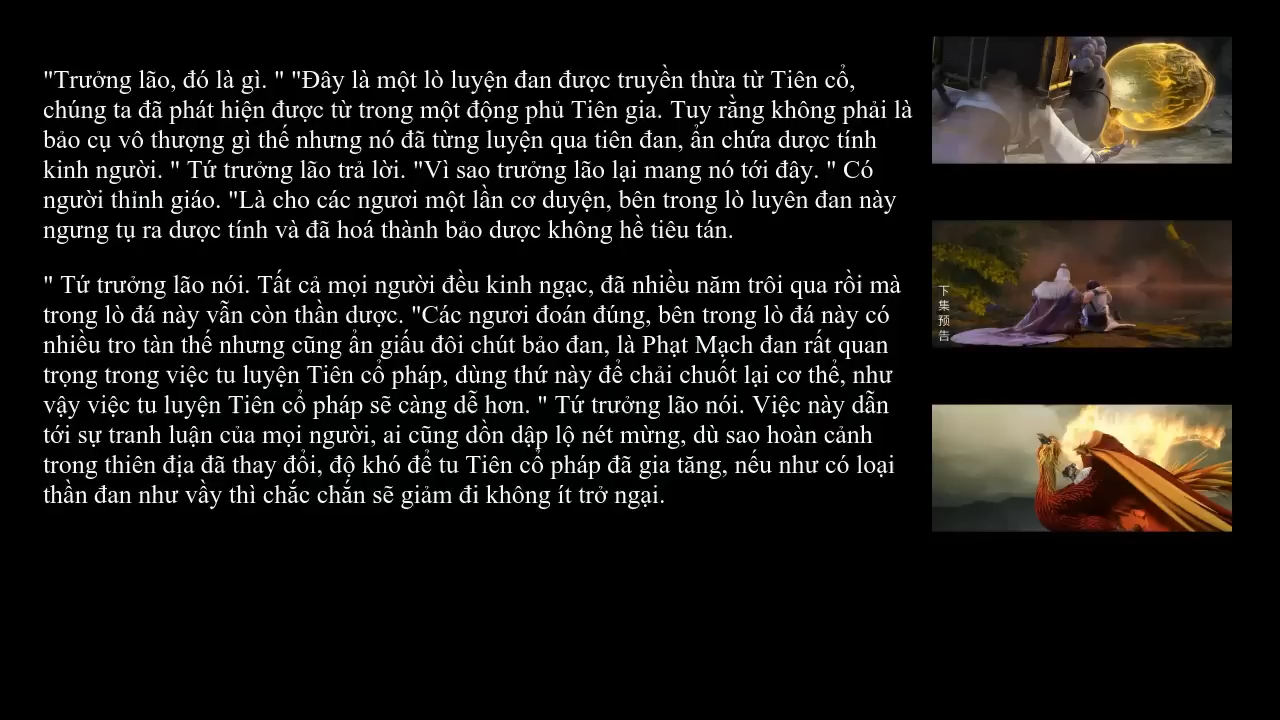 "Trưởng lão, đó là gì. " "Đây là một lò luyện đan được truyền thừa từ Tiên cổ,
chúng ta đã phát hiện được từ trong một động phủ Tiên gia. Tuy rằng không phải là
bảo cụ vô thượng gì thế nhưng nó đã từng luyện qua tiên đan, ẩn chứa dược tính
kinh người. " Tứ trưởng lão trả lời. "Vì sao trưởng lão lại mang nó tới đây. " Có
người thỉnh giáo. "Là cho các ngươi một lần cơ duyện, bên trong lò luyên đan này
ngưng tụ ra dược tính và đã hoá thành bảo dược không hề tiêu tán.
" Tứ trưởng lão nói. Tất cả mọi người đều kinh ngạc, đã nhiều năm trôi qua rồi mà
trong lò đá này vẫn còn thần dược. "Các ngươi đoán đúng, bên trong lò đá này có
nhiều tro tàn thế nhưng cũng ẩn giấu đôi chút bảo đan, là Phạt Mạch đan rất quan
trọng trong việc tu luyện Tiên cổ pháp, dùng thứ này để chải chuốt lại cơ thể, như
vậy việc tu luyện Tiên cổ pháp sẽ càng dễ hơn. " Tứ trưởng lão nói. Việc này dẫn
tới sự tranh luận của mọi người, ai cũng dồn dập lộ nét mừng, dù sao hoàn cảnh
trong thiên địa đã thay đổi, độ khó để tu Tiên cổ pháp đã gia tăng, nếu như có loại
thần đan như vầy thì chắc chắn sẽ giảm đi không ít trở ngại.
下集预告